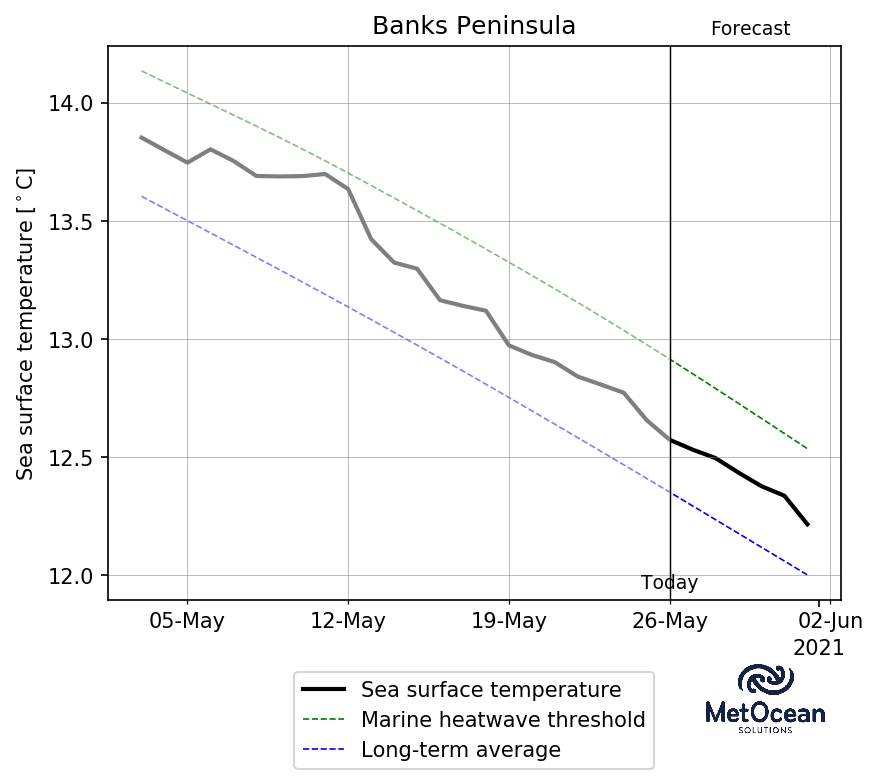 Banks Peninsula
Forecast
Sea surface temperature [°C]
14.0
13.5
13.0
12.5
12.0
Today
05-May 12-May 19-May 26-May 02-Jun
2021
Sea surface temperature
Marine heatwave threshold
Long-term average
MetOcean
SOLUTIONS